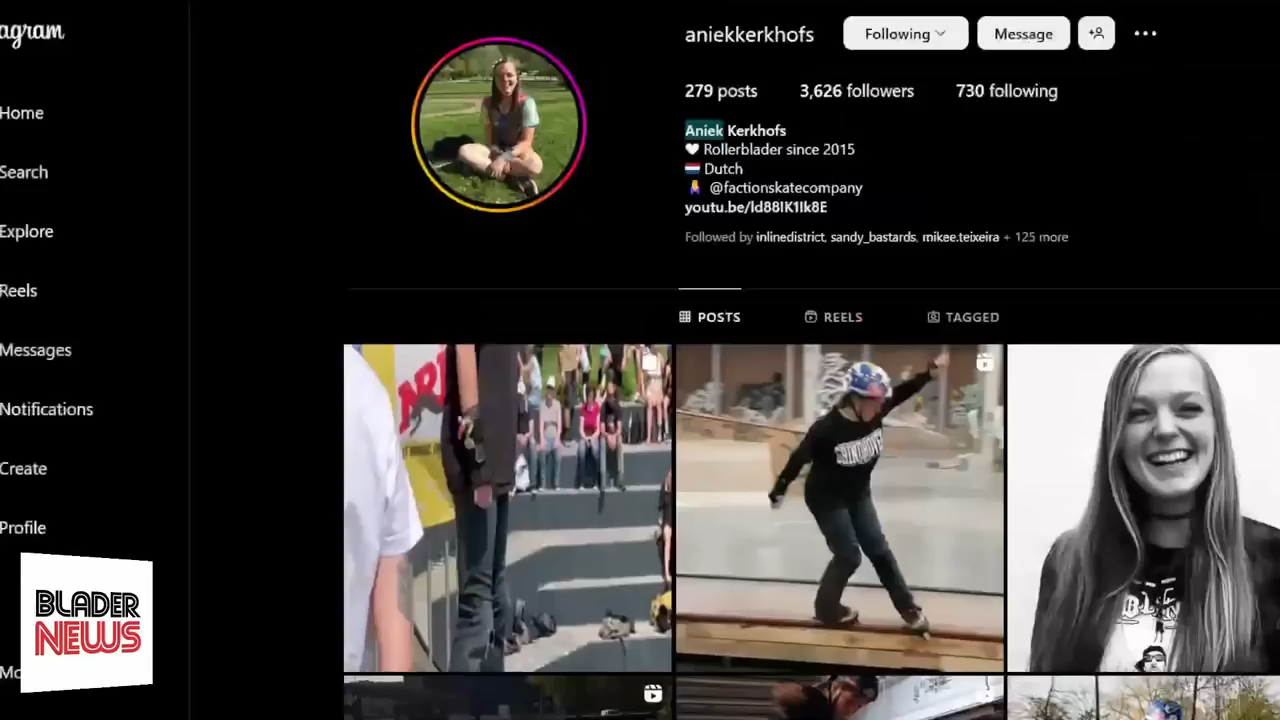 agram
aniekkerkhofs
Following
Message
279 posts
3,626 followers
730 following
Home
Aniek Kerkhofs
Rollerblader since 2015
Dutch
@factionskatecompany
youtu.be/ld88lK1lk8E
Followed by inlinedistrict, sandy_bastards, mikee.teixeira + 125 more
Search
Explore
Reels
POSTS
REELS
TAGGED
Messages
Notifications
Create
Profile
BLADER
NEWS